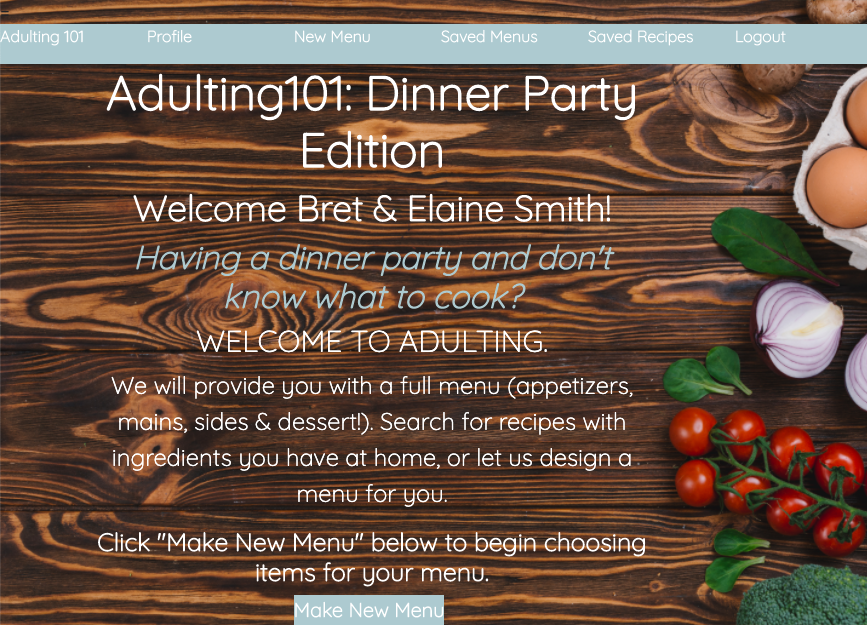 Adulting 101 Profile New Menu Saved Menus Saved Recipes Logout
Adulting101: Dinner Party
Edition
Welcome Bret & Elaine Smith!
Having a dinner party and don't
know what to cook?
WELCOME TO ADULTING.
We will provide you with a full menu (appetizers,
mains, sides & dessert!). Search for recipes with
ingredients you have at home, or let us design a
menu for you.
Click "Make New Menu" below to begin choosing
items for your menu.
Make New Menu